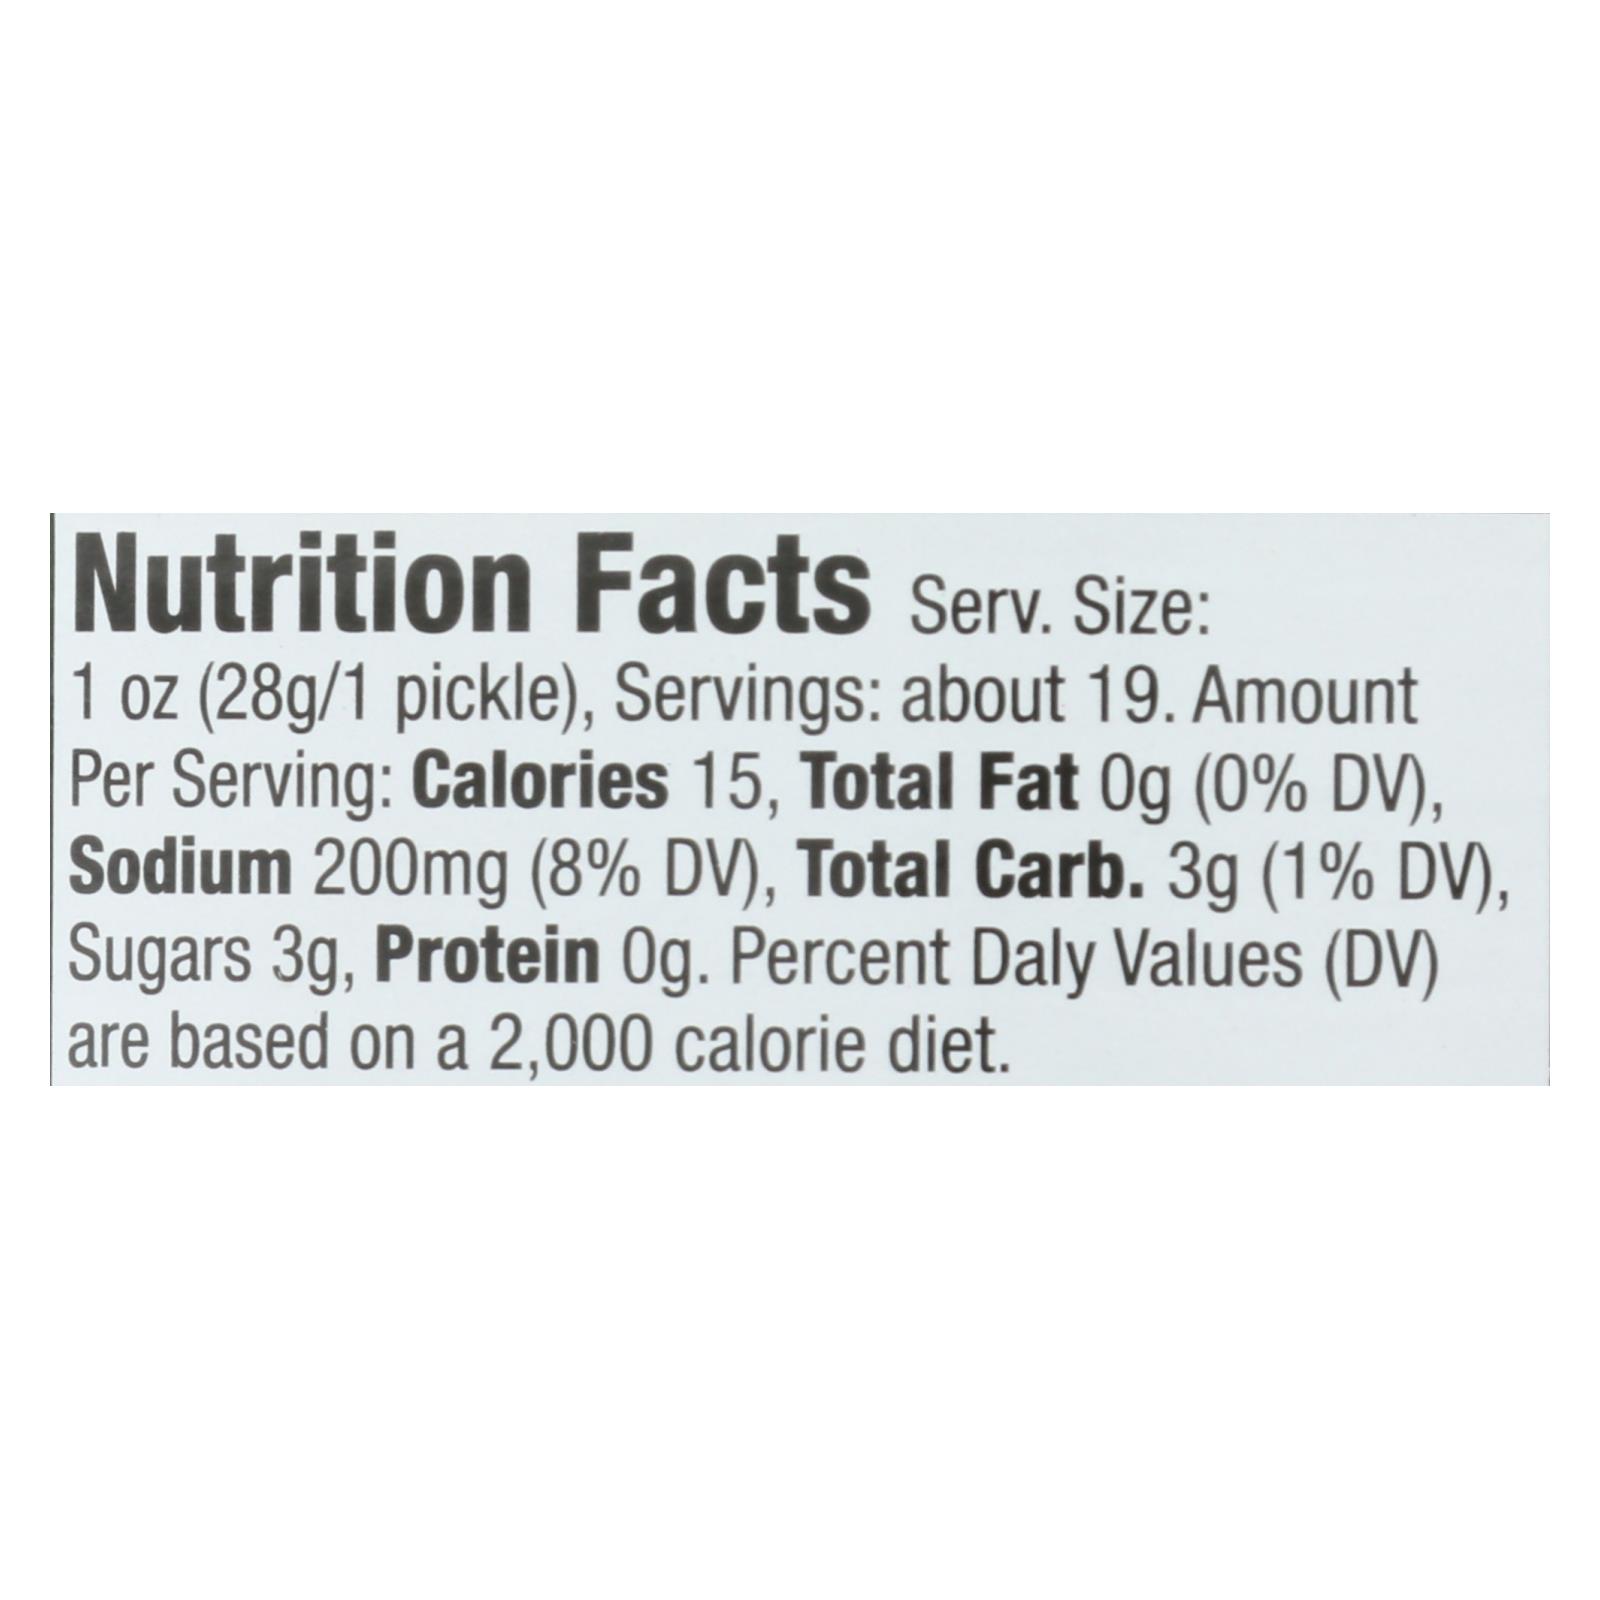 Nutrition Facts Serv. Size:
1 oz (28g/1 pickle), Servings: about 19. Amount
Per Serving: Calories 15, Total Fat 0g (0% DV),
Sodium 200mg (8% DV), Total Carb. 3g (1% DV),
Sugars 3g, Protein 0g. Percent Daly Values (DV)
are based on a 2,000 calorie diet.